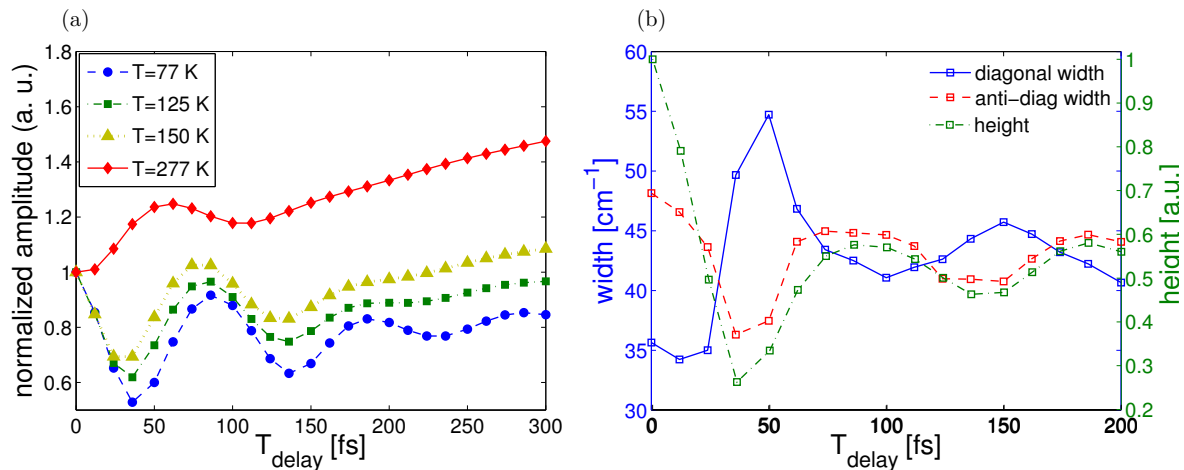 (a)
normalized amplitude (a. u.)
1.8
1.6
1.4
1.2
1
0.8
0.6
T=77 K
T=125 K
T=150 K
T=277 K
0 50 100 150 200 250 300
T_delay [fs]
(b)
width [cm⁻¹]
60
55
50
45
40
35
30
diagonal width
anti-diag width
height
1
0.9
0.8
0.7
0.6
0.5
0.4
0.3
0.2
height [a.u.]
0 50 100 150 200
T_delay [fs]